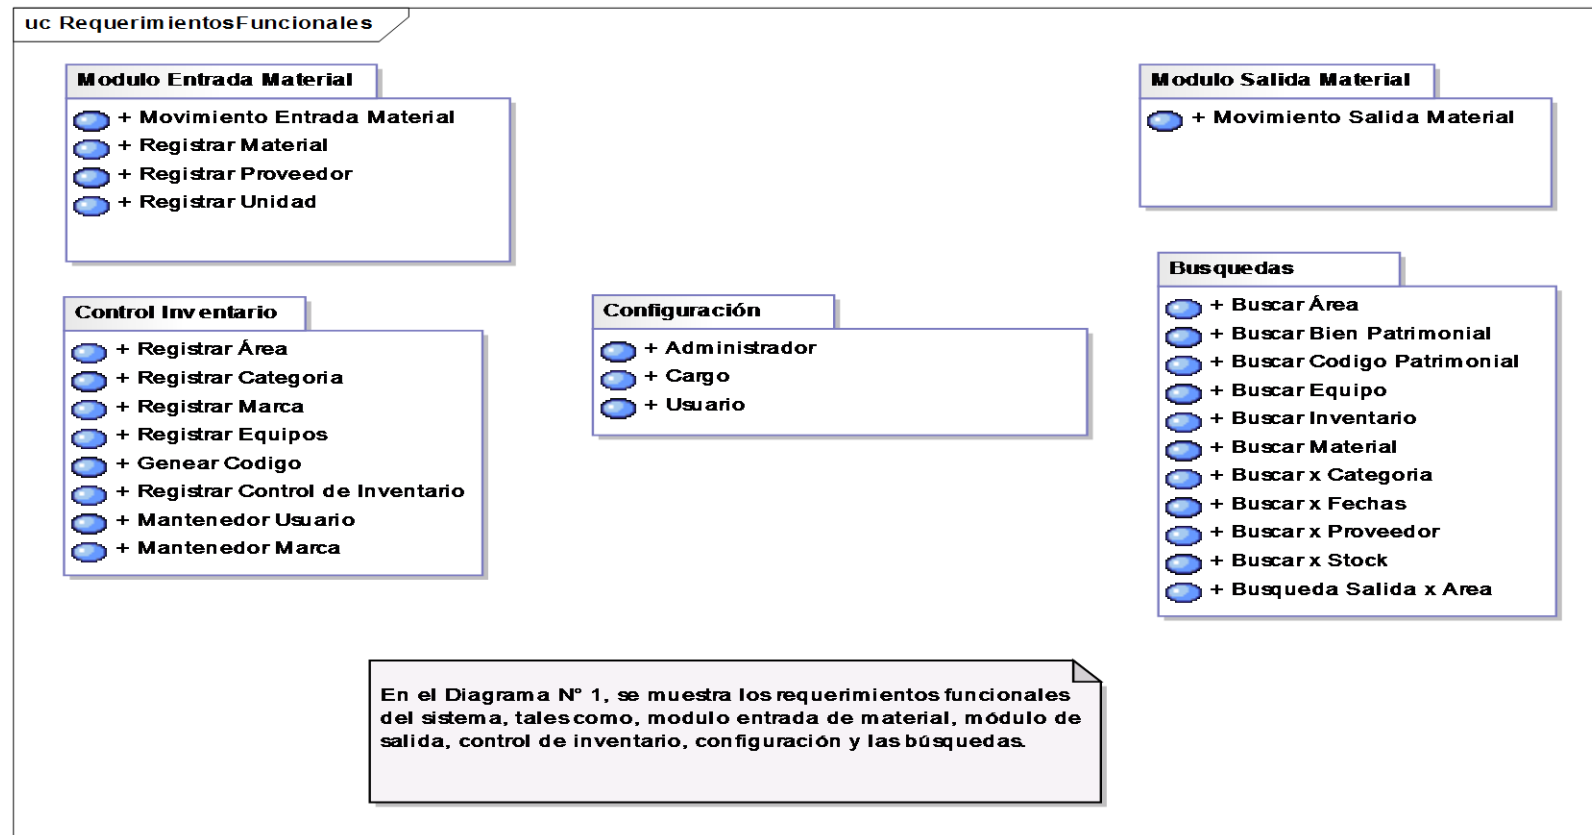 uc RequerimientosFuncionales
Modulo Entrada Material
+ Movimiento Entrada Material
+ Registrar Material
+ Registrar Proveedor
+ Registrar Unidad
Modulo Salida Material
+ Movimiento Salida Material
Control Inventario
+ Registrar Área
+ Registrar Categoria
+ Registrar Marca
+ Registrar Equipos
+ Genear Codigo
+ Registrar Control de Inventario
+ Mantenedor Usuario
+ Mantenedor Marca
Configuración
+ Administrador
+ Cargo
+ Usuario
Busquedas
+ Buscar Área
+ Buscar Bien Patrimonial
+ Buscar Codigo Patrimonial
+ Buscar Equipo
+ Buscar Inventario
+ Buscar Material
+ Buscar x Categoria
+ Buscar x Fechas
+ Buscar x Proveedor
+ Buscar x Stock
+ Busqueda Salida x Area
En el Diagrama N° 1, se muestra los requerimientos funcionales
del sistema, tales como, modulo entrada de material, módulo de
salida, control de inventario, configuración y las búsquedas.